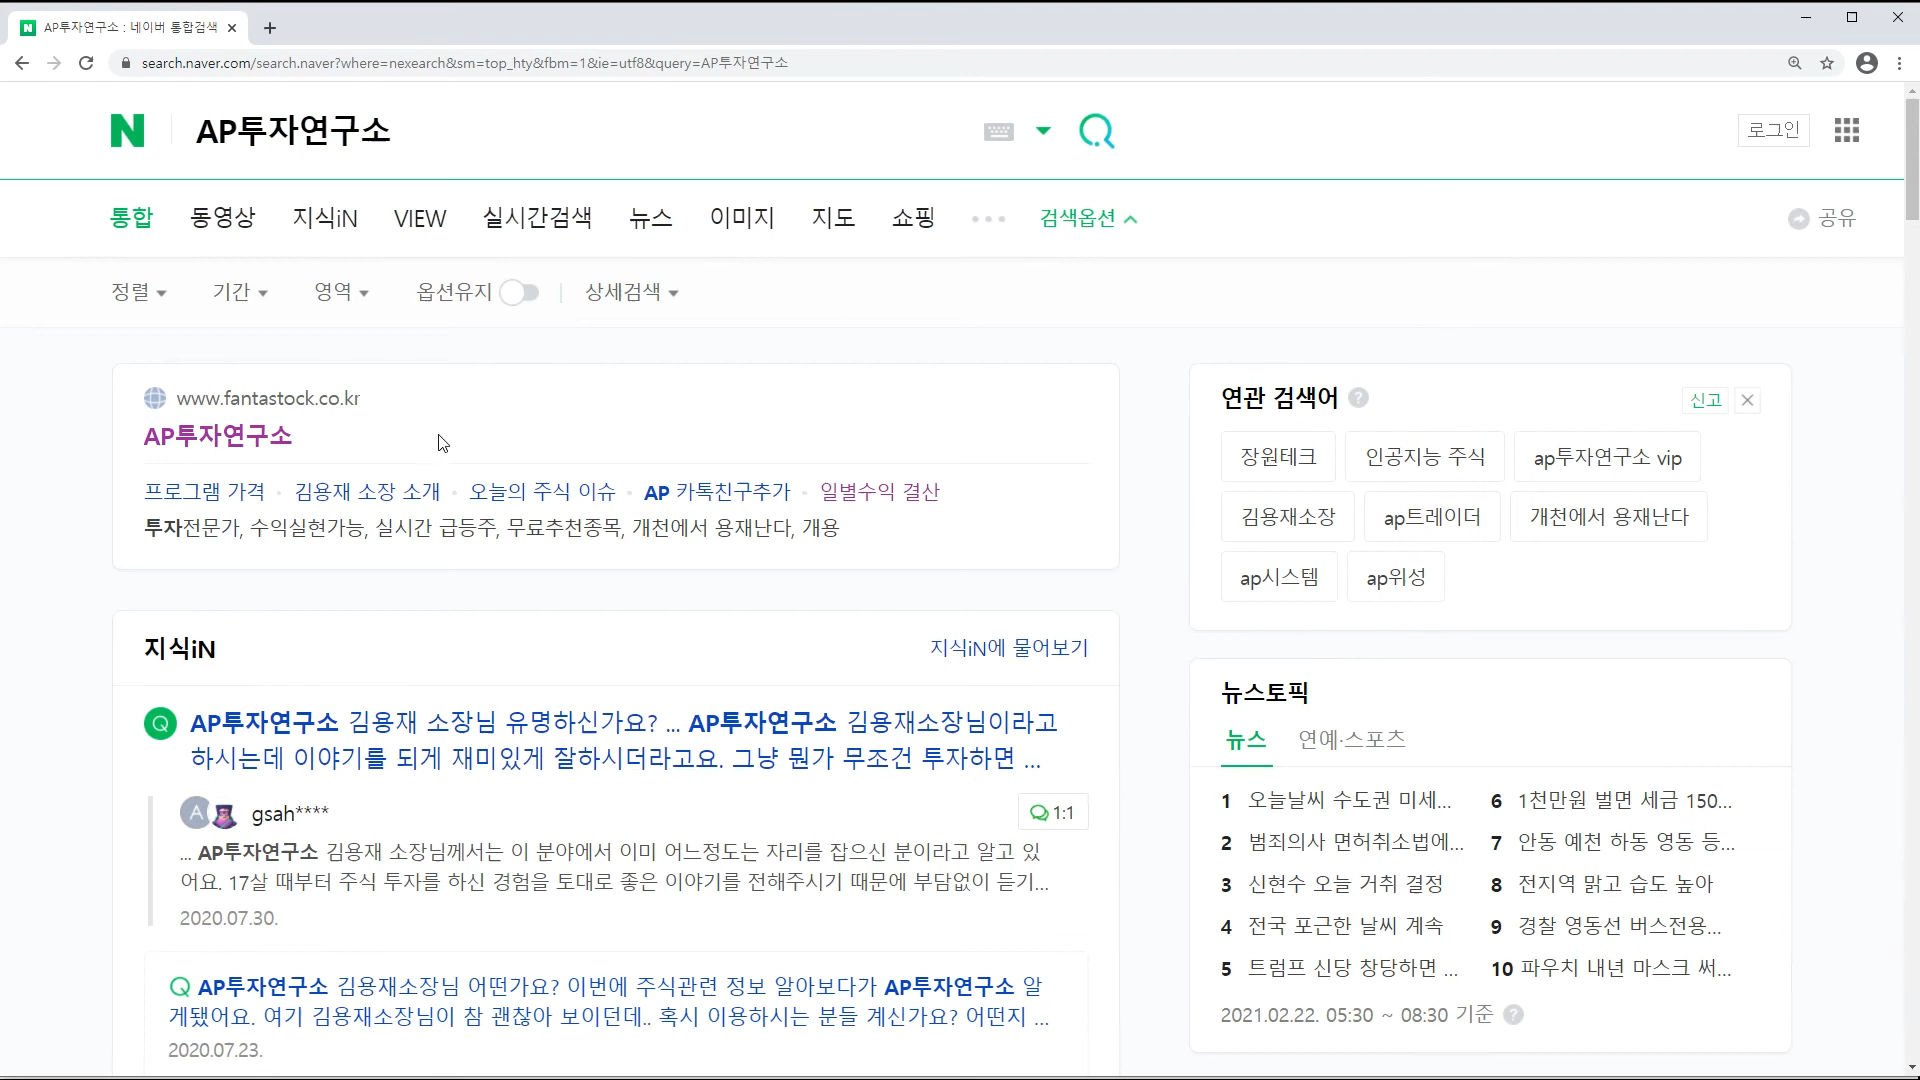 AP투자연구소 : 네이버 통합검색
search.naver.com/search.naver?where=nexearch&sm=top_hty&fbm=1&ie=utf8&query=AP투자연구소
N AP투자연구소
로그인
통합 동영상 지식iN VIEW 실시간검색 뉴스 이미지 지도 쇼핑 검색옵션 공유
정렬 기간 영역 옵션유지 상세검색
www.fantastock.co.kr
AP투자연구소
프로그램 가격 · 김용재 소장 소개 · 오늘의 주식 이슈 · AP 카톡친구추가 · 일별수익 결산
투자전문가, 수익실현가능, 실시간 급등주, 무료추천종목, 개천에서 용재난다, 개용
지식iN 지식iN에 물어보기
Q AP투자연구소 김용재 소장님 유명하신가요? ... AP투자연구소 김용재소장님이라고
하시는데 이야기를 되게 재미있게 잘하시더라고요. 그냥 뭔가 무조건 투자하면 ...
A gsah**** 1:1
... AP투자연구소 김용재 소장님께서는 이 분야에서 이미 어느정도는 자리를 잡으신 분이라고 알고 있
어요. 17살 때부터 주식 투자를 하신 경험을 토대로 좋은 이야기를 전해주시기 때문에 부담없이 듣기...
2020.07.30.
Q AP투자연구소 김용재소장님 어떤가요? 이번에 주식관련 정보 알아보다가 AP투자연구소 알
게됐어요. 여기 김용재소장님이 참 괜찮아 보이던데.. 혹시 이용하시는 분들 계신가요? 어떤지 ...
2020.07.23.
연관 검색어 ? 신고
장원테크 인공지능 주식 ap투자연구소 vip
김용재소장 ap트레이더 개천에서 용재난다
ap시스템 ap위성
뉴스토픽
뉴스 연예·스포츠
1 오늘날씨 수도권 미세...
2 범죄의사 면허취소법에...
3 신현수 오늘 거취 결정
4 전국 포근한 날씨 계속
5 트럼프 신당 창당하면 ...
6 1천만원 벌면 세금 150...
7 안동 예천 하동 영동 등...
8 전지역 맑고 습도 높아
9 경찰 영동선 버스전용...
10 파우치 내년 마스크 써...
2021.02.22. 05:30 ~ 08:30 기준 ?